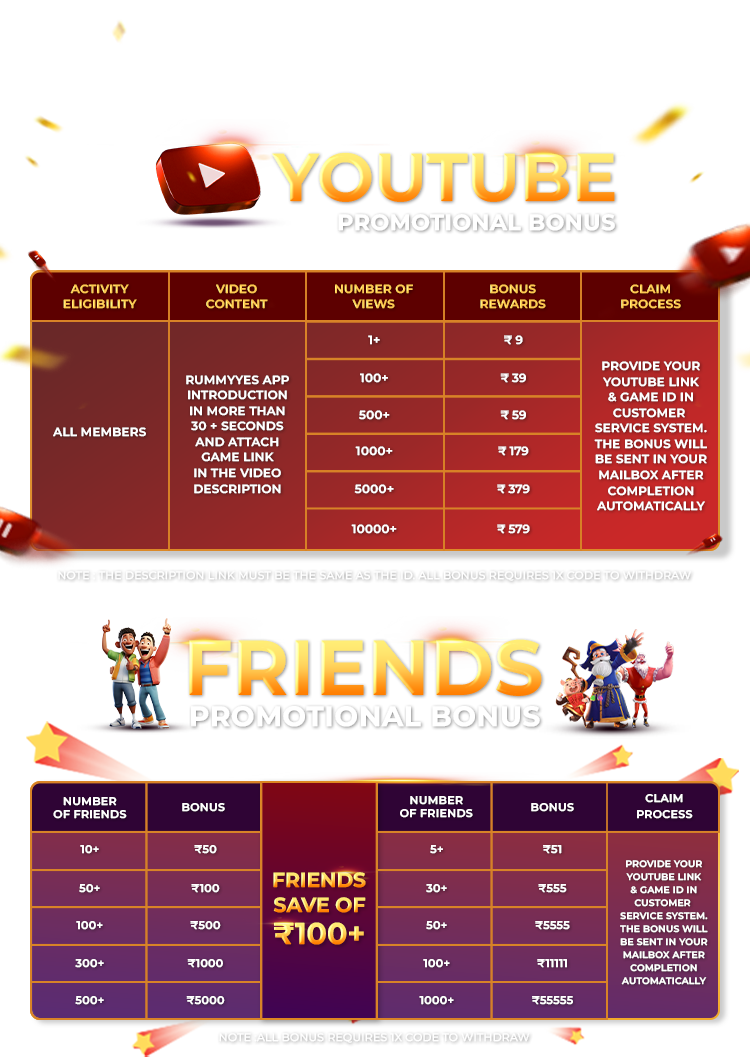 YOUTUBE
PROMOTIONAL BONUS
ACTIVITY
ELIGIBILITY
VIDEO
CONTENT
NUMBER OF
VIEWS
BONUS
REWARDS
CLAIM
PROCESS
ALL MEMBERS
RUMMYYES APP
INTRODUCTION
IN MORE THAN
30 + SECONDS
AND ATTACH
GAME LINK
IN THE VIDEO
DESCRIPTION
1+
₹ 9
100+
₹ 39
500+
₹ 59
1000+
₹ 179
5000+
₹ 379
10000+
₹ 579
PROVIDE YOUR
YOUTUBE LINK
& GAME ID IN
CUSTOMER
SERVICE SYSTEM.
THE BONUS WILL
BE SENT IN YOUR
MAILBOX AFTER
COMPLETION
AUTOMATICALLY
NOTE : THE DESCRIPTION LINK MUST BE THE SAME AS THE ID. ALL BONUS REQUIRES 1X CODE TO WITHDRAW
FRIENDS
PROMOTIONAL BONUS
NUMBER
OF FRIENDS
BONUS
10+
₹50
50+
₹100
100+
₹500
300+
₹1000
500+
₹5000
FRIENDS
SAVE OF
₹100+
NUMBER
OF FRIENDS
BONUS
5+
₹51
30+
₹555
50+
₹5555
100+
₹11111
1000+
₹55555
CLAIM
PROCESS
PROVIDE YOUR
YOUTUBE LINK
& GAME ID IN
CUSTOMER
SERVICE SYSTEM.
THE BONUS WILL
BE SENT IN YOUR
MAILBOX AFTER
COMPLETION
AUTOMATICALLY
NOTE :ALL BONUS REQUIRES 1X CODE TO WITHDRAW